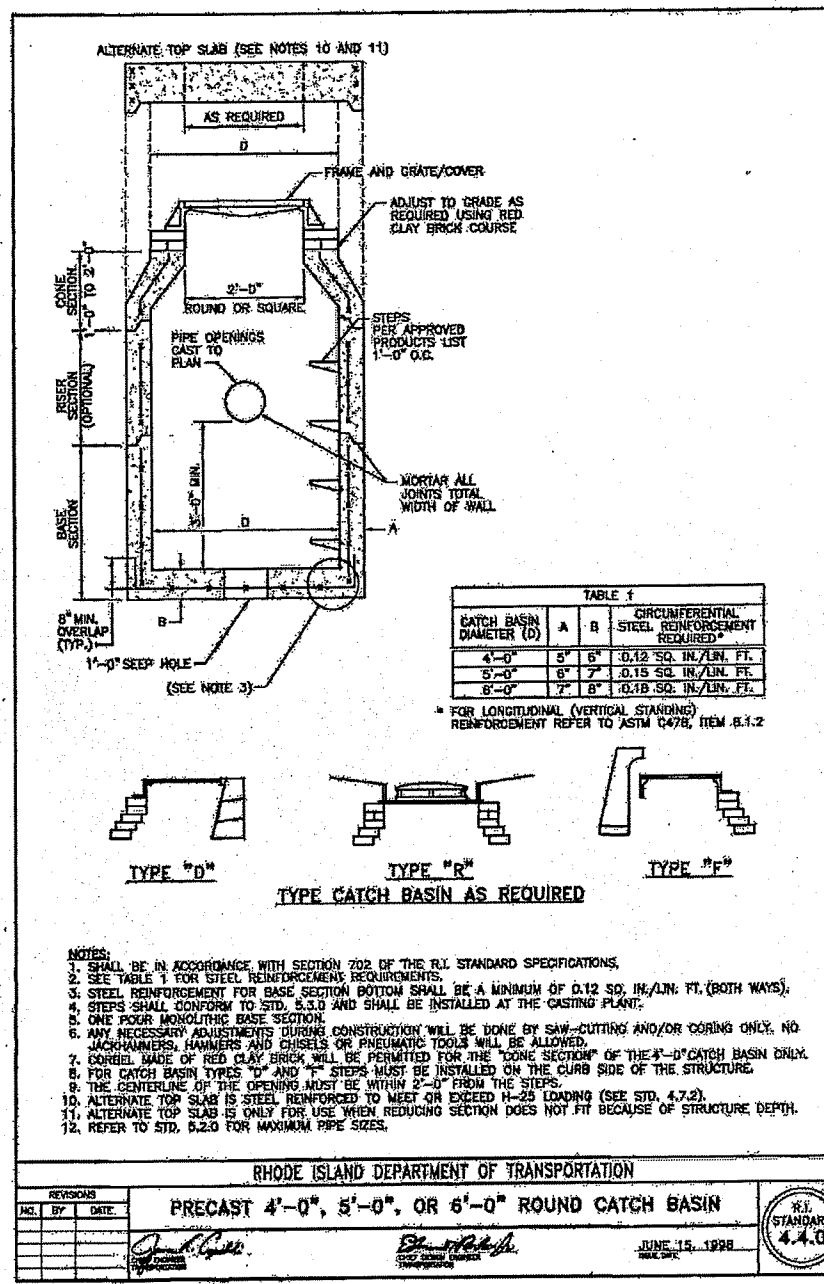 ALTERNATE TOP SLAB (SEE NOTES 10 AND 11)
AS REQUIRED
D
FRAME AND GRATE/COVER
ADJUST TO GRADE AS
REQUIRED USING RED
CLAY BRICK COURSE
CONE
SECTION
1'-0" TO 2'-0"
2'-0"
ROUND OR SQUARE
STEPS
PER APPROVED
PRODUCTS LIST
1'-0" O.C.
PIPE OPENINGS
CAST TO
PLAN
RISER
SECTION
(OPTIONAL)
3'-0" MIN.
MORTAR ALL
JOINTS TOTAL
WIDTH OF WALL
D
A
BASE
SECTION
8" MIN.
OVERLAP
(TYP.)
B
1'-0" SEEP HOLE
(SEE NOTE 3)
TABLE 1
CATCH BASIN DIAMETER (D) A B CIRCUMFERENTIAL STEEL REINFORCEMENT REQUIRED*
4'-0" 5" 6" 0.12 SQ. IN./LIN. FT.
5'-0" 6" 7" 0.15 SQ. IN./LIN. FT.
6'-0" 7" 8" 0.18 SQ. IN./LIN. FT.
* FOR LONGITUDINAL (VERTICAL STANDING)
REINFORCEMENT REFER TO ASTM C478, ITEM 8.1.2
TYPE "D"
TYPE "R"
TYPE "F"
TYPE CATCH BASIN AS REQUIRED
NOTES:
1. SHALL BE IN ACCORDANCE WITH SECTION 702 OF THE R.I. STANDARD SPECIFICATIONS.
2. SEE TABLE 1 FOR STEEL REINFORCEMENT REQUIREMENTS.
3. STEEL REINFORCEMENT FOR BASE SECTION BOTTOM SHALL BE A MINIMUM OF 0.12 SQ. IN./LIN. FT. (BOTH WAYS).
4. STEPS SHALL CONFORM TO STD. 5.3.0 AND SHALL BE INSTALLED AT THE CASTING PLANT.
5. ONE POUR MONOLITHIC BASE SECTION.
6. ANY NECESSARY ADJUSTMENTS DURING CONSTRUCTION WILL BE DONE BY SAW-CUTTING AND/OR CORING ONLY. NO
JACKHAMMERS, HAMMERS AND CHISELS OR PNEUMATIC TOOLS WILL BE ALLOWED.
7. CORBEL MADE OF RED CLAY BRICK WILL BE PERMITTED FOR THE "CONE SECTION" OF THE 4'-0" CATCH BASIN ONLY.
8. FOR CATCH BASIN TYPES "D" AND "F" STEPS MUST BE INSTALLED ON THE CURB SIDE OF THE STRUCTURE.
9. THE CENTERLINE OF THE OPENING MUST BE WITHIN 2'-0" FROM THE STEPS.
10. ALTERNATE TOP SLAB IS STEEL REINFORCED TO MEET OR EXCEED H-25 LOADING (SEE STD. 4.7.2).
11. ALTERNATE TOP SLAB IS ONLY FOR USE WHEN REDUCING SECTION DOES NOT FIT BECAUSE OF STRUCTURE DEPTH.
12. REFER TO STD. 5.2.0 FOR MAXIMUM PIPE SIZES.
RHODE ISLAND DEPARTMENT OF TRANSPORTATION
REVISIONS
NO. BY DATE
PRECAST 4'-0", 5'-0", OR 6'-0" ROUND CATCH BASIN
CHIEF ENGINEER
TRANSPORTATION
CHIEF DESIGN ENGINEER
TRANSPORTATION
JUNE 15, 1998
ISSUE DATE
R.I.
STANDARD
4.4.0